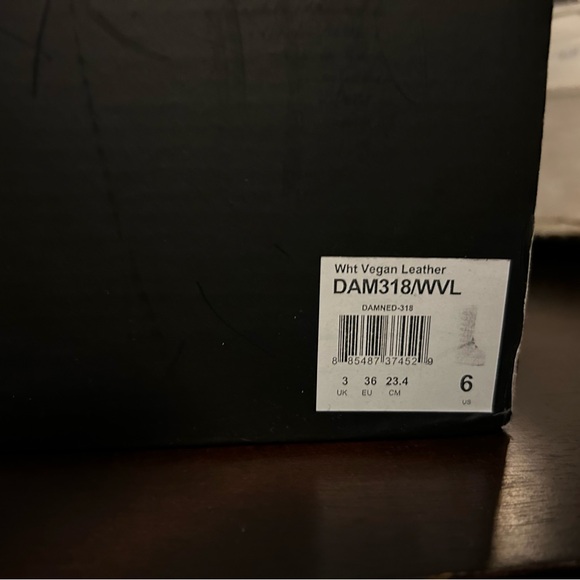 Wht Vegan Leather
DAM318/WVL
DAMNED-318
8 85487 37452 9
3 36 23.4 6
UK EU CM US